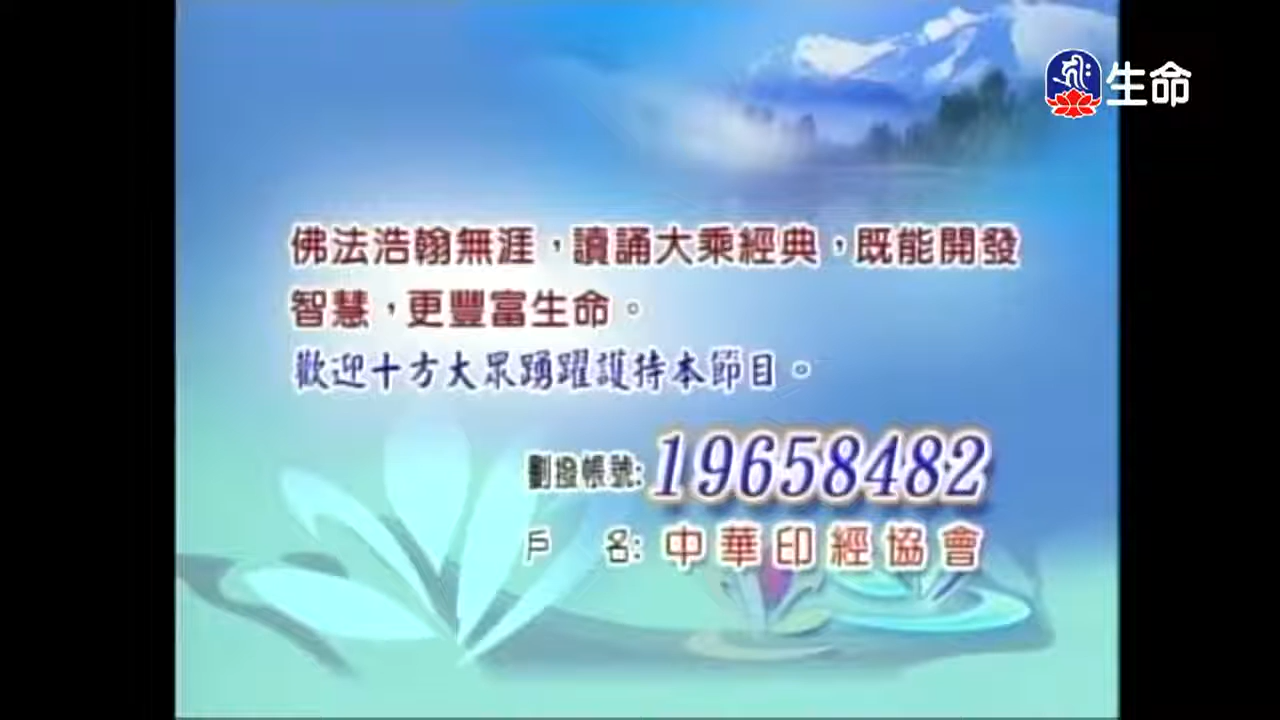 生命
佛法浩翰無涯，讀誦大乘經典，既能開發
智慧，更豐富生命。
歡迎十方大眾踴躍護持本節目。
劃撥帳號:19658482
戶 名:中華印經協會